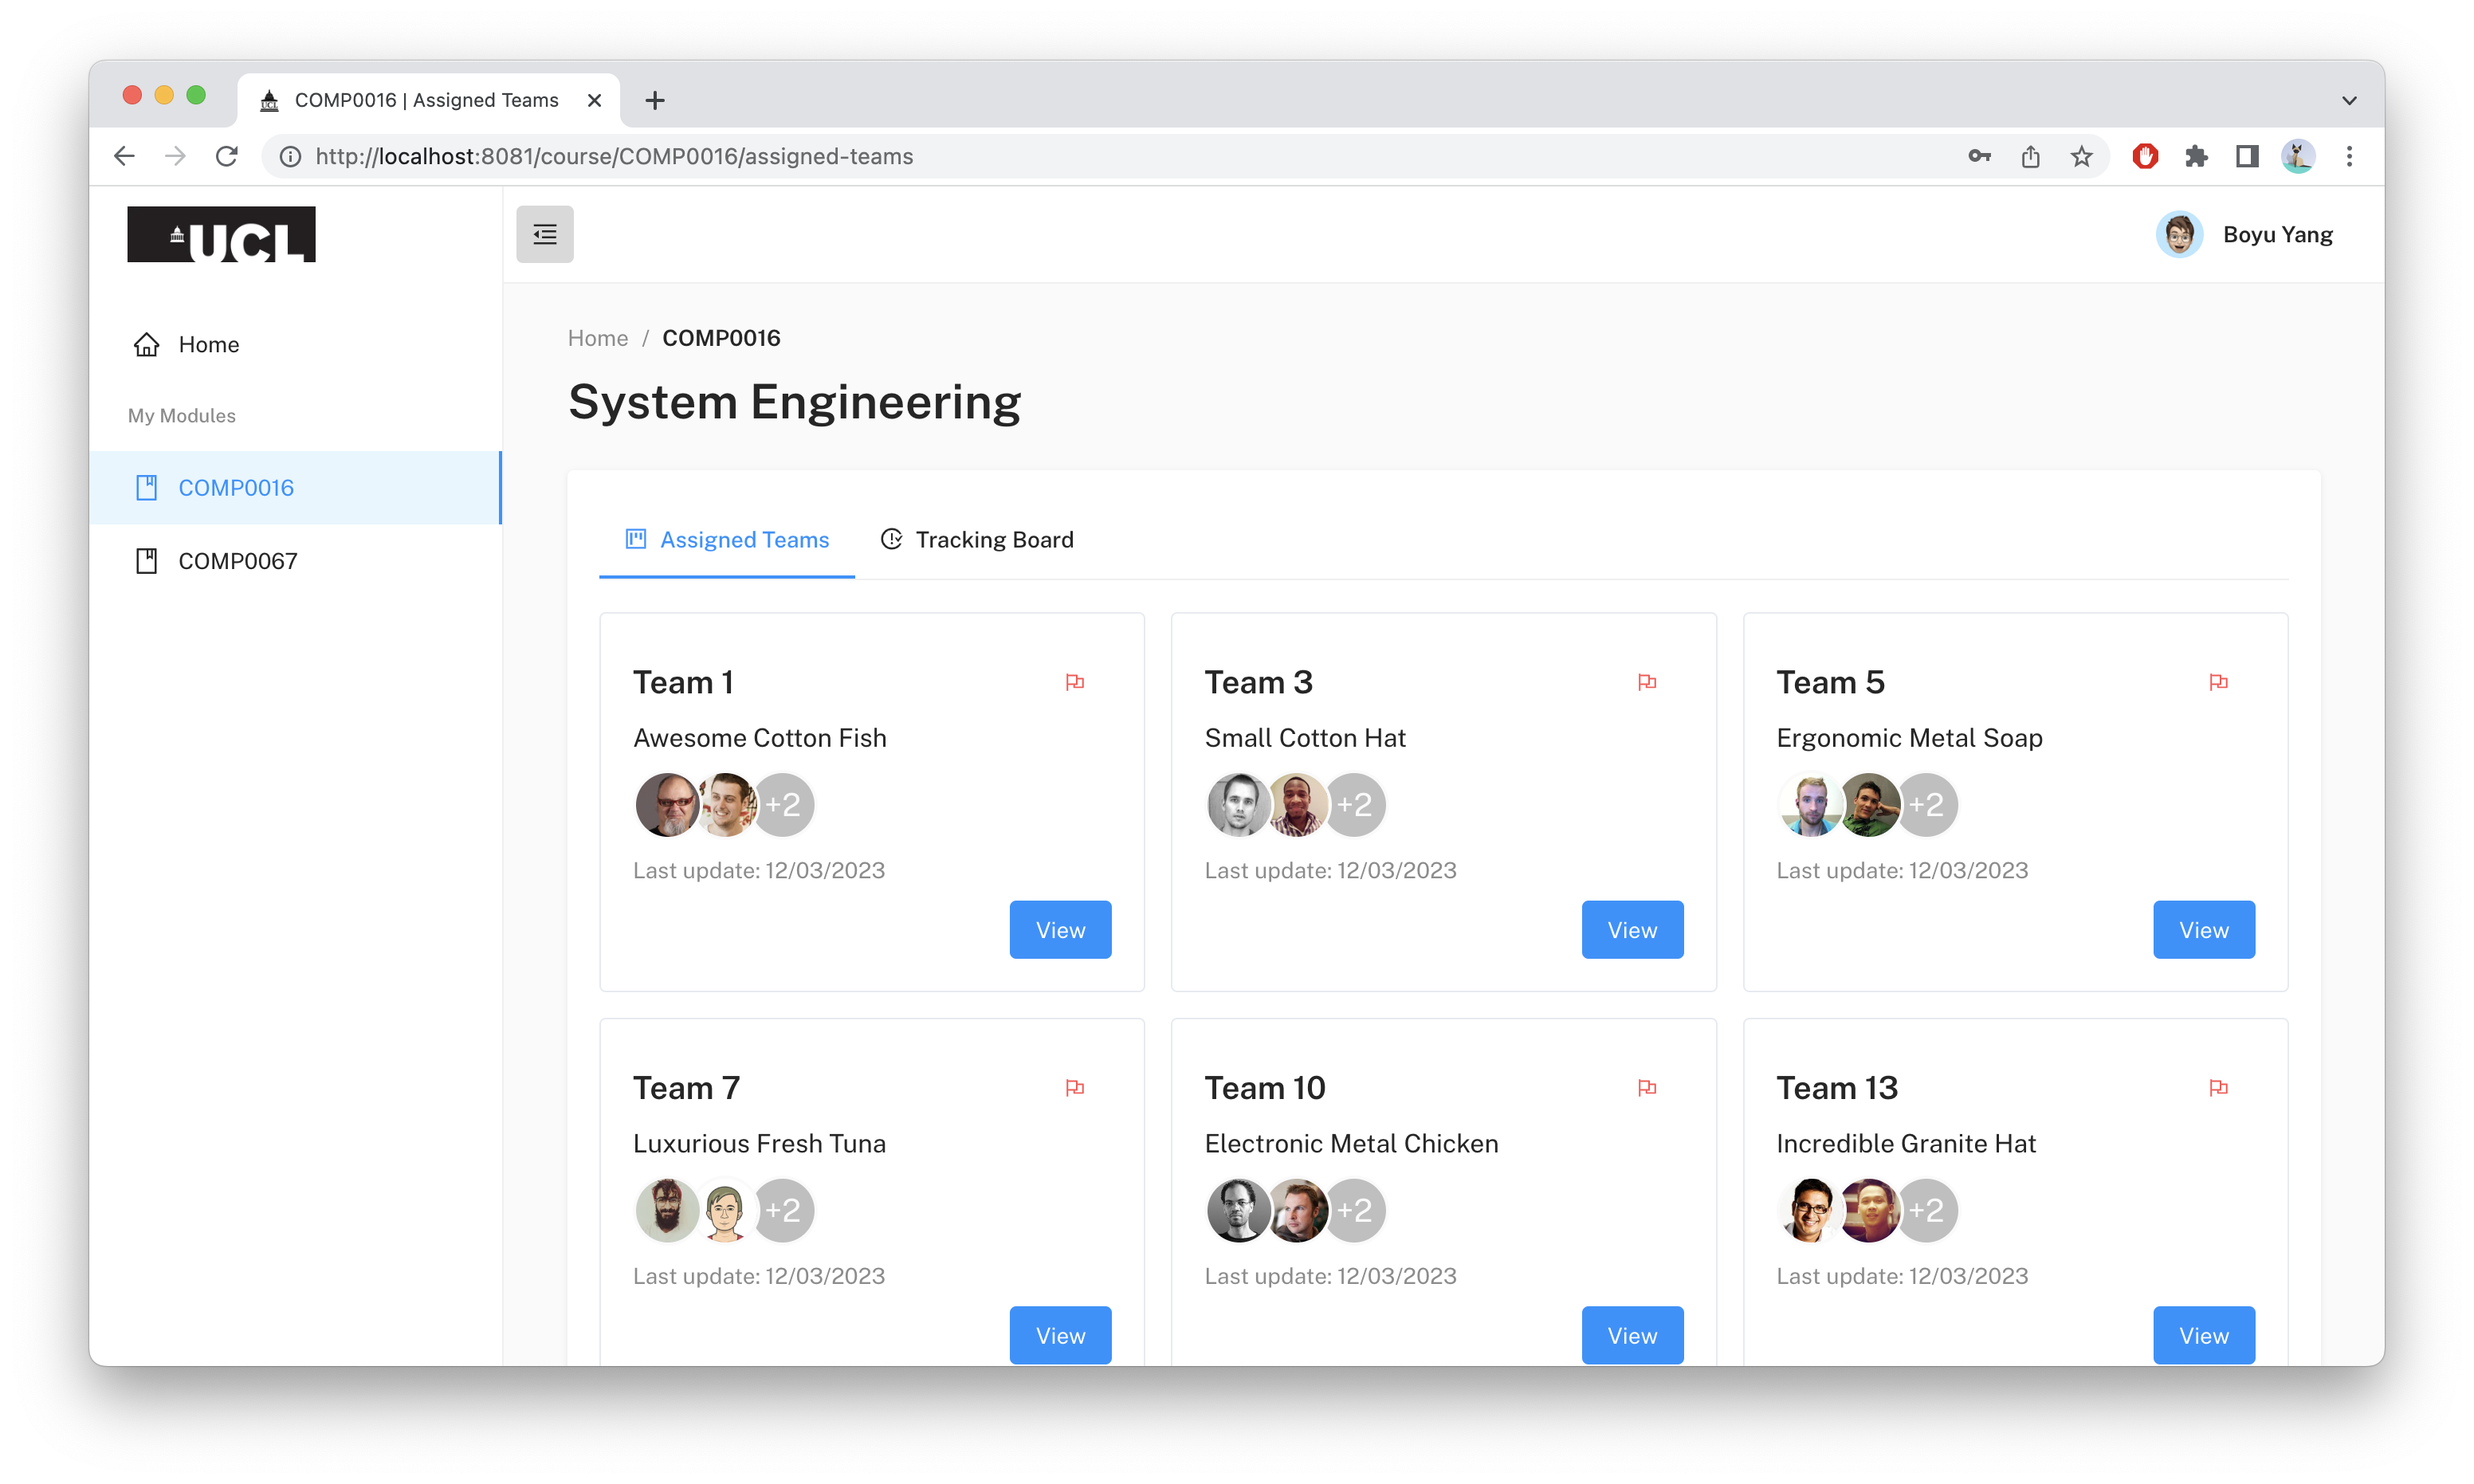 COMP0016 | Assigned Teams
http://localhost:8081/course/COMP0016/assigned-teams
UCL
Boyu Yang
Home
My Modules
COMP0016
COMP0067
Home / COMP0016
System Engineering
Assigned Teams
Tracking Board
Team 1
Awesome Cotton Fish
+2
Last update: 12/03/2023
View
Team 3
Small Cotton Hat
+2
Last update: 12/03/2023
View
Team 5
Ergonomic Metal Soap
+2
Last update: 12/03/2023
View
Team 7
Luxurious Fresh Tuna
+2
Last update: 12/03/2023
View
Team 10
Electronic Metal Chicken
+2
Last update: 12/03/2023
View
Team 13
Incredible Granite Hat
+2
Last update: 12/03/2023
View